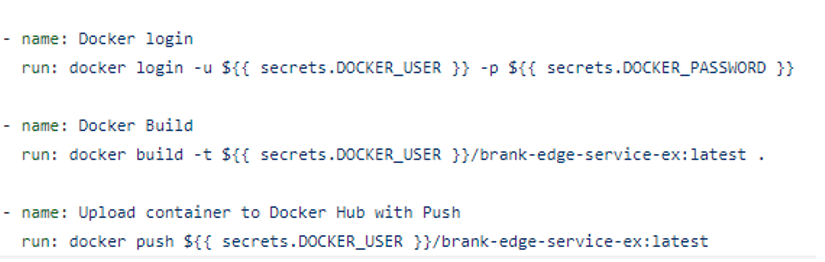 - name: Docker login
run: docker login -u ${{ secrets.DOCKER_USER }} -p ${{ secrets.DOCKER_PASSWORD }}
- name: Docker Build
run: docker build -t ${{ secrets.DOCKER_USER }}/brank-edge-service-ex:latest .
- name: Upload container to Docker Hub with Push
run: docker push ${{ secrets.DOCKER_USER }}/brank-edge-service-ex:latest